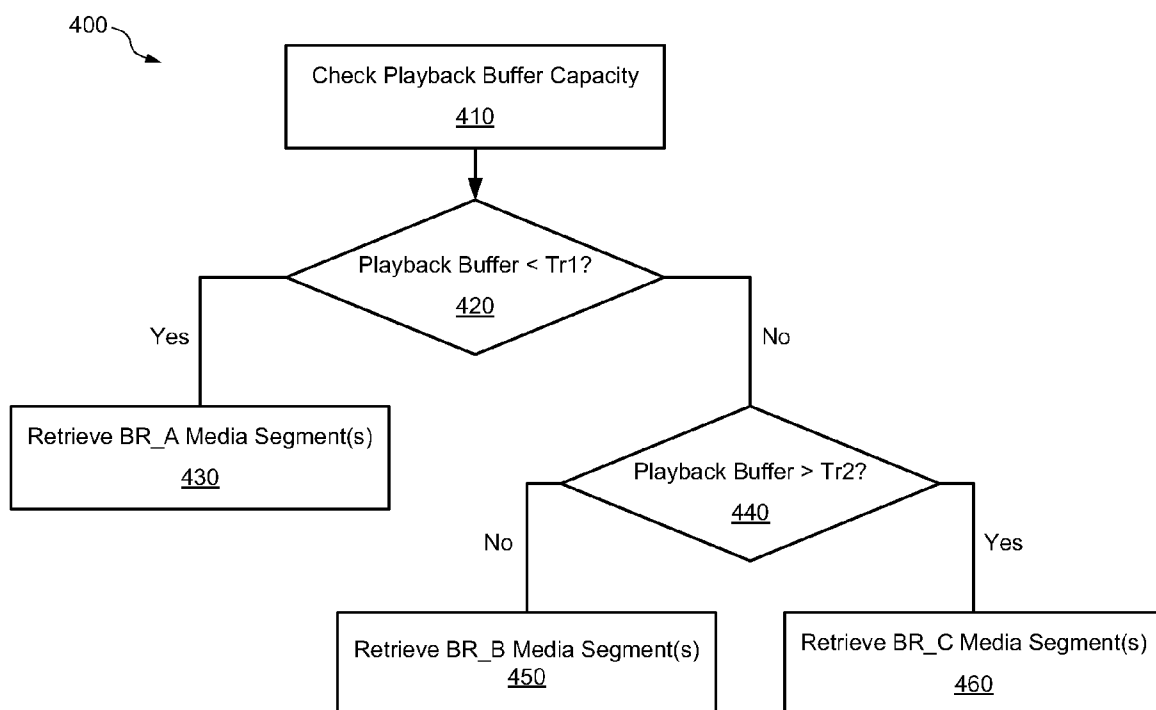 400
Check Playback Buffer Capacity
410
Playback Buffer < Tr1?
420
Yes
No
Retrieve BR_A Media Segment(s)
430
Playback Buffer > Tr2?
440
No
Yes
Retrieve BR_B Media Segment(s)
450
Retrieve BR_C Media Segment(s)
460